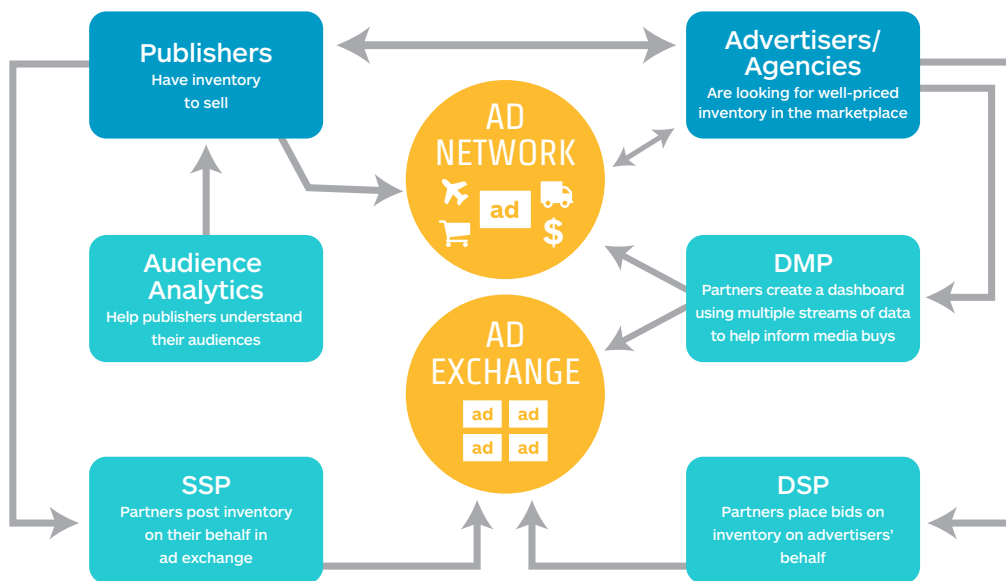 Publishers
Have inventory
to sell
Advertisers/
Agencies
Are looking for well-priced
inventory in the marketplace
AD
NETWORK
ad
$
Audience
Analytics
Help publishers understand
their audiences
DMP
Partners create a dashboard
using multiple streams of data
to help inform media buys
AD
EXCHANGE
ad ad
ad ad
SSP
Partners post inventory
on their behalf in
ad exchange
DSP
Partners place bids on
inventory on advertisers’
behalf